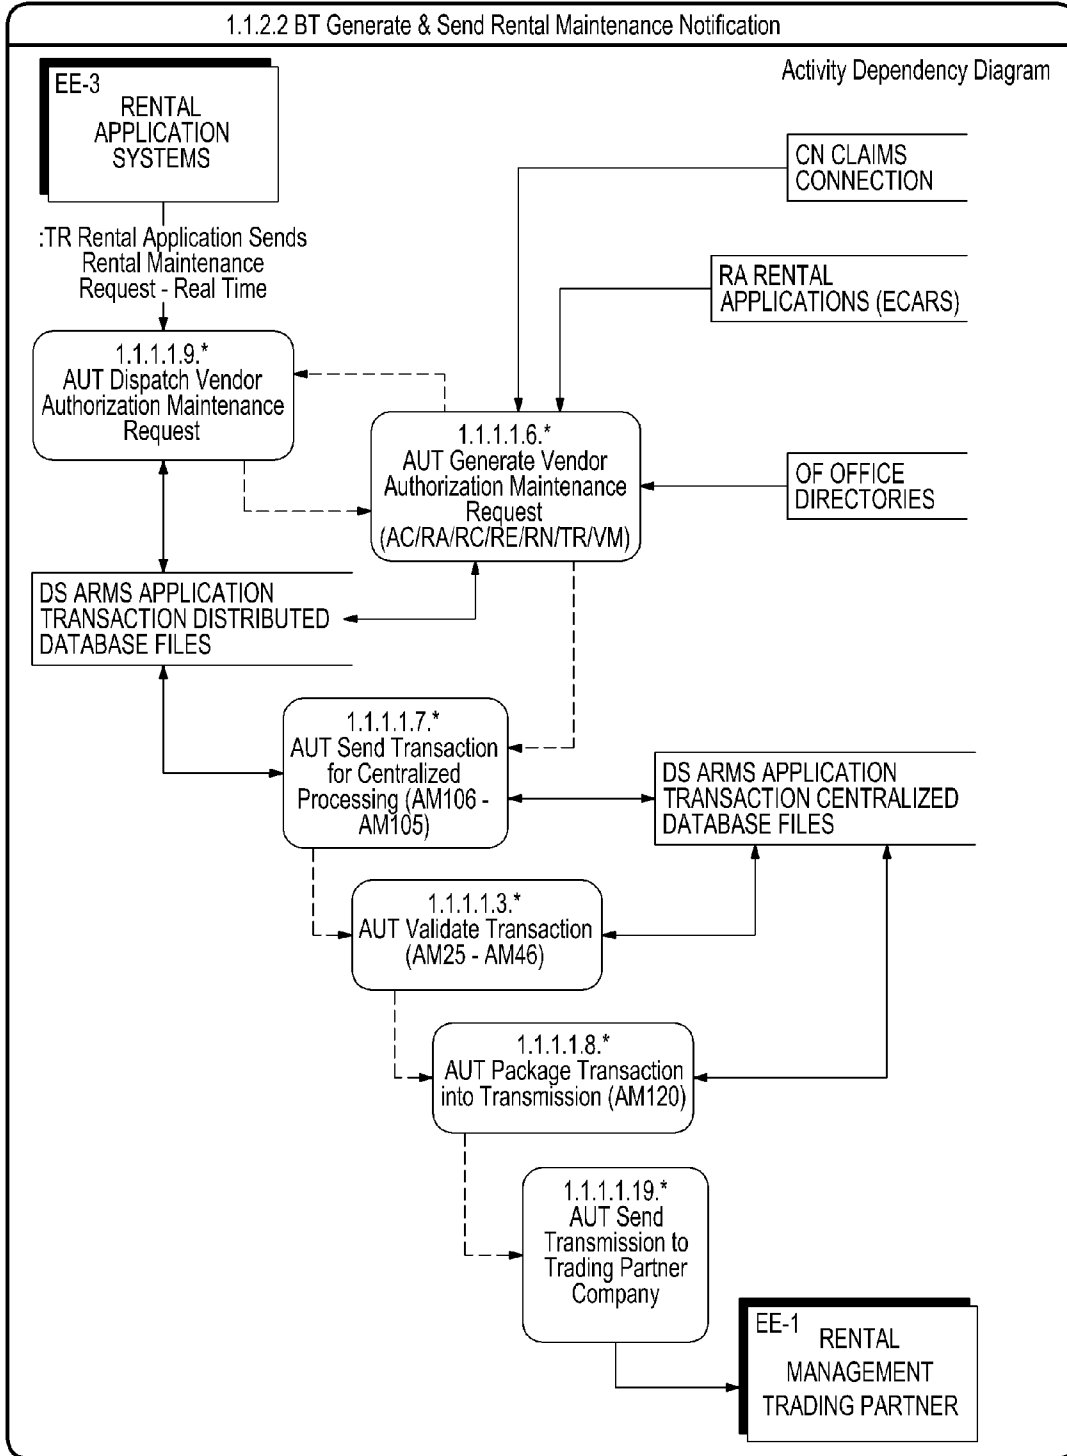 1.1.2.2 BT Generate & Send Rental Maintenance Notification
Activity Dependency Diagram
EE-3
RENTAL
APPLICATION
SYSTEMS
CN CLAIMS
CONNECTION
:TR Rental Application Sends
Rental Maintenance
Request - Real Time
RA RENTAL
APPLICATIONS (ECARS)
1.1.1.1.9.*
AUT Dispatch Vendor
Authorization Maintenance
Request
1.1.1.1.6.*
AUT Generate Vendor
Authorization Maintenance
Request
(AC/RA/RC/RE/RN/TR/VM)
OF OFFICE
DIRECTORIES
DS ARMS APPLICATION
TRANSACTION DISTRIBUTED
DATABASE FILES
1.1.1.1.7.*
AUT Send Transaction
for Centralized
Processing (AM106 -
AM105)
DS ARMS APPLICATION
TRANSACTION CENTRALIZED
DATABASE FILES
1.1.1.1.3.*
AUT Validate Transaction
(AM25 - AM46)
1.1.1.1.8.*
AUT Package Transaction
into Transmission (AM120)
1.1.1.1.19.*
AUT Send
Transmission to
Trading Partner
Company
EE-1
RENTAL
MANAGEMENT
TRADING PARTNER